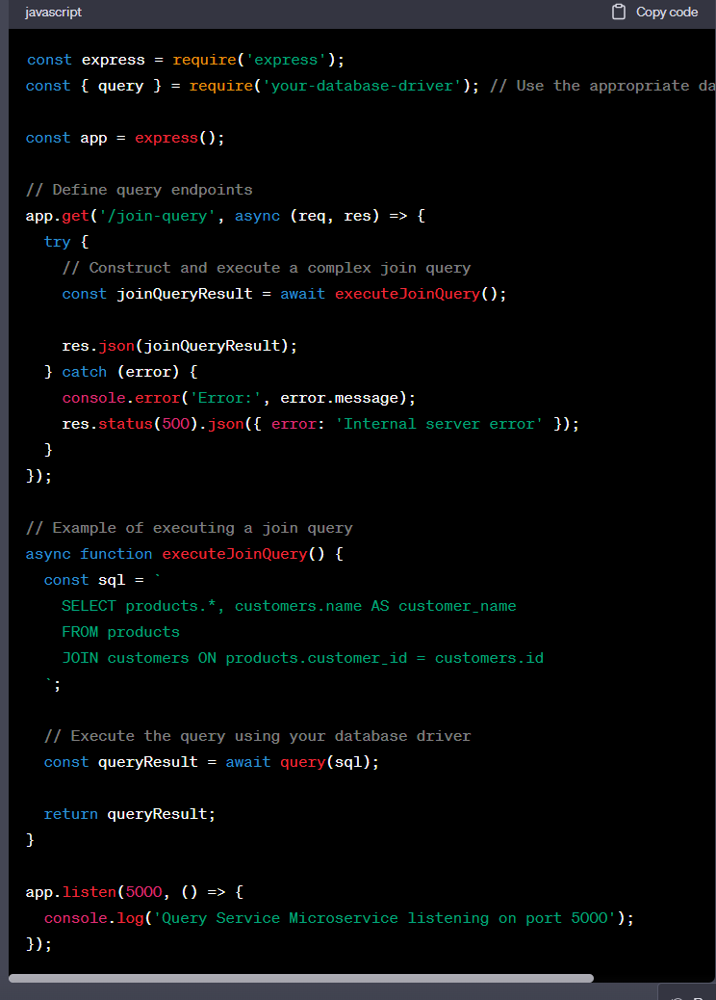 javascript
Copy code
const express = require('express');
const { query } = require('your-database-driver'); // Use the appropriate da
const app = express();
// Define query endpoints
app.get('/join-query', async (req, res) => {
  try {
    // Construct and execute a complex join query
    const joinQueryResult = await executeJoinQuery();
    res.json(joinQueryResult);
  } catch (error) {
    console.error('Error:', error.message);
    res.status(500).json({ error: 'Internal server error' });
  }
});
// Example of executing a join query
async function executeJoinQuery() {
  const sql = `
    SELECT products.*, customers.name AS customer_name
    FROM products
    JOIN customers ON products.customer_id = customers.id
  `;
  // Execute the query using your database driver
  const queryResult = await query(sql);
  return queryResult;
}
app.listen(5000, () => {
  console.log('Query Service Microservice listening on port 5000');
});